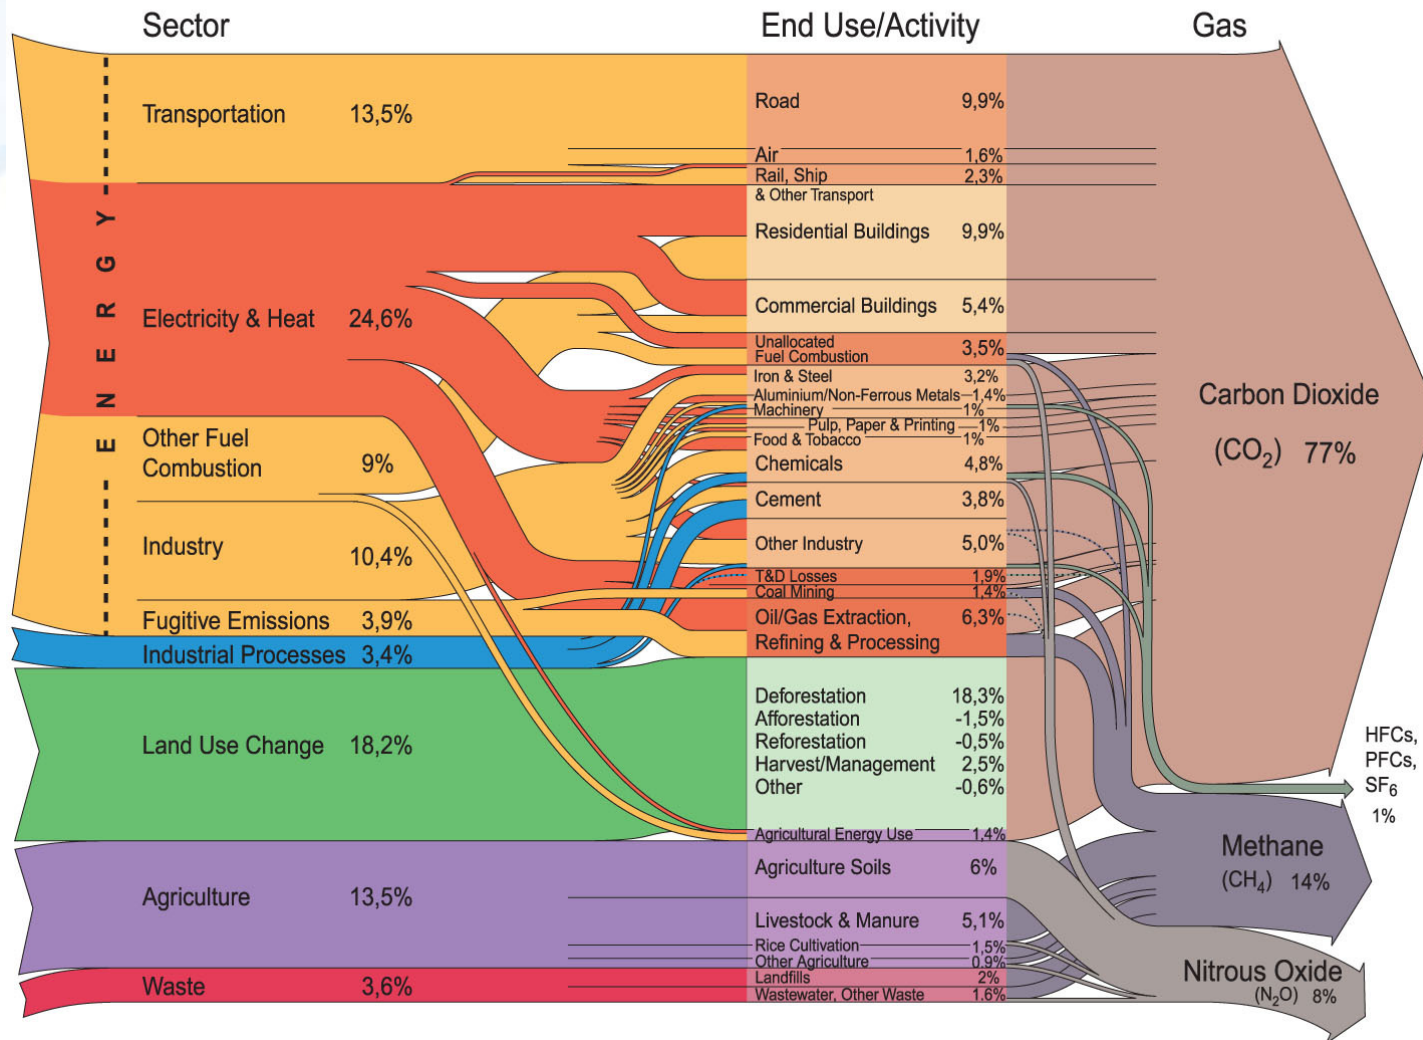 Sector
End Use/Activity
Gas
ENERGY
Transportation 13,5%
Electricity & Heat 24,6%
Other Fuel
Combustion 9%
Industry 10,4%
Fugitive Emissions 3,9%
Industrial Processes 3,4%
Land Use Change 18,2%
Agriculture 13,5%
Waste 3,6%
Road 9,9%
Air 1,6%
Rail, Ship 2,3%
& Other Transport
Residential Buildings 9,9%
Commercial Buildings 5,4%
Unallocated
Fuel Combustion 3,5%
Iron & Steel 3,2%
Aluminium/Non-Ferrous Metals 1,4%
Machinery 1%
Pulp, Paper & Printing 1%
Food & Tobacco 1%
Chemicals 4,8%
Cement 3,8%
Other Industry 5,0%
T&D Losses 1,9%
Coal Mining 1,4%
Oil/Gas Extraction, 6,3%
Refining & Processing
Deforestation 18,3%
Afforestation -1,5%
Reforestation -0,5%
Harvest/Management 2,5%
Other -0,6%
Agricultural Energy Use 1,4%
Agriculture Soils 6%
Livestock & Manure 5,1%
Rice Cultivation 1,5%
Other Agriculture 0.9%
Landfills 2%
Wastewater, Other Waste 1.6%
Carbon Dioxide
(CO₂) 77%
HFCs,
PFCs,
SF₆
1%
Methane
(CH₄) 14%
Nitrous Oxide
(N₂O) 8%